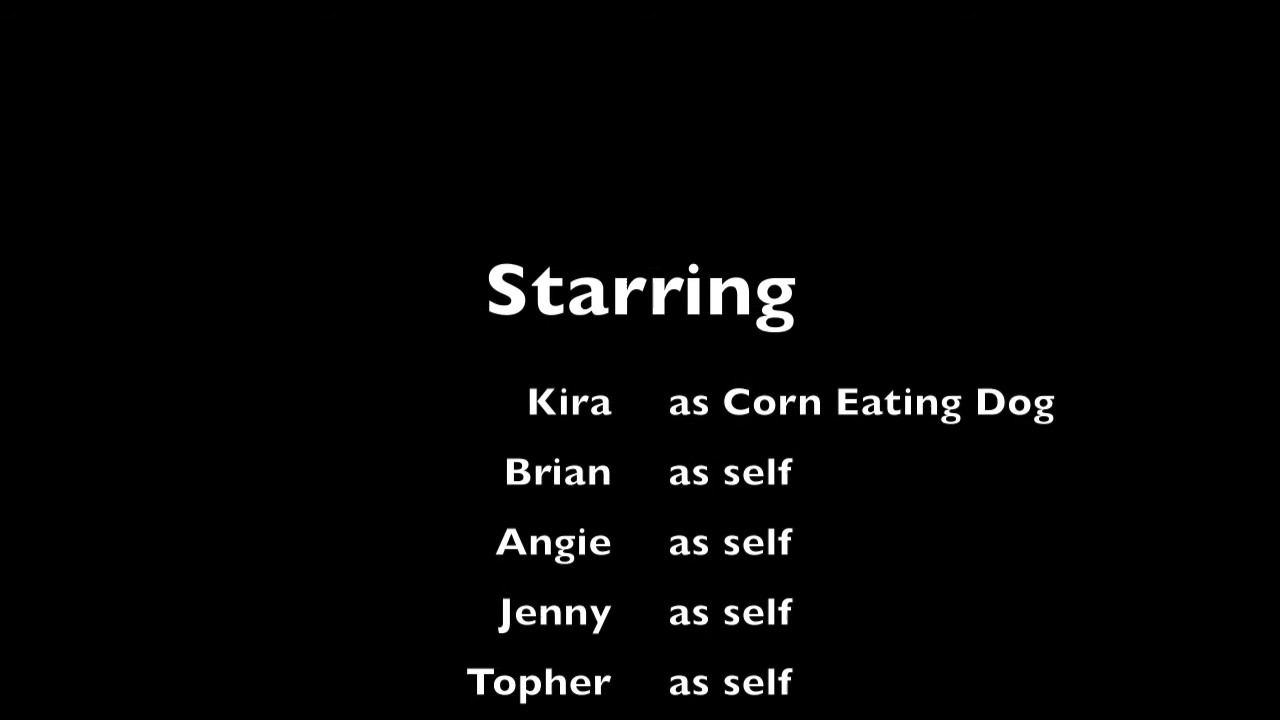 Starring
Kira as Corn Eating Dog
Brian as self
Angie as self
Jenny as self
Topher as self